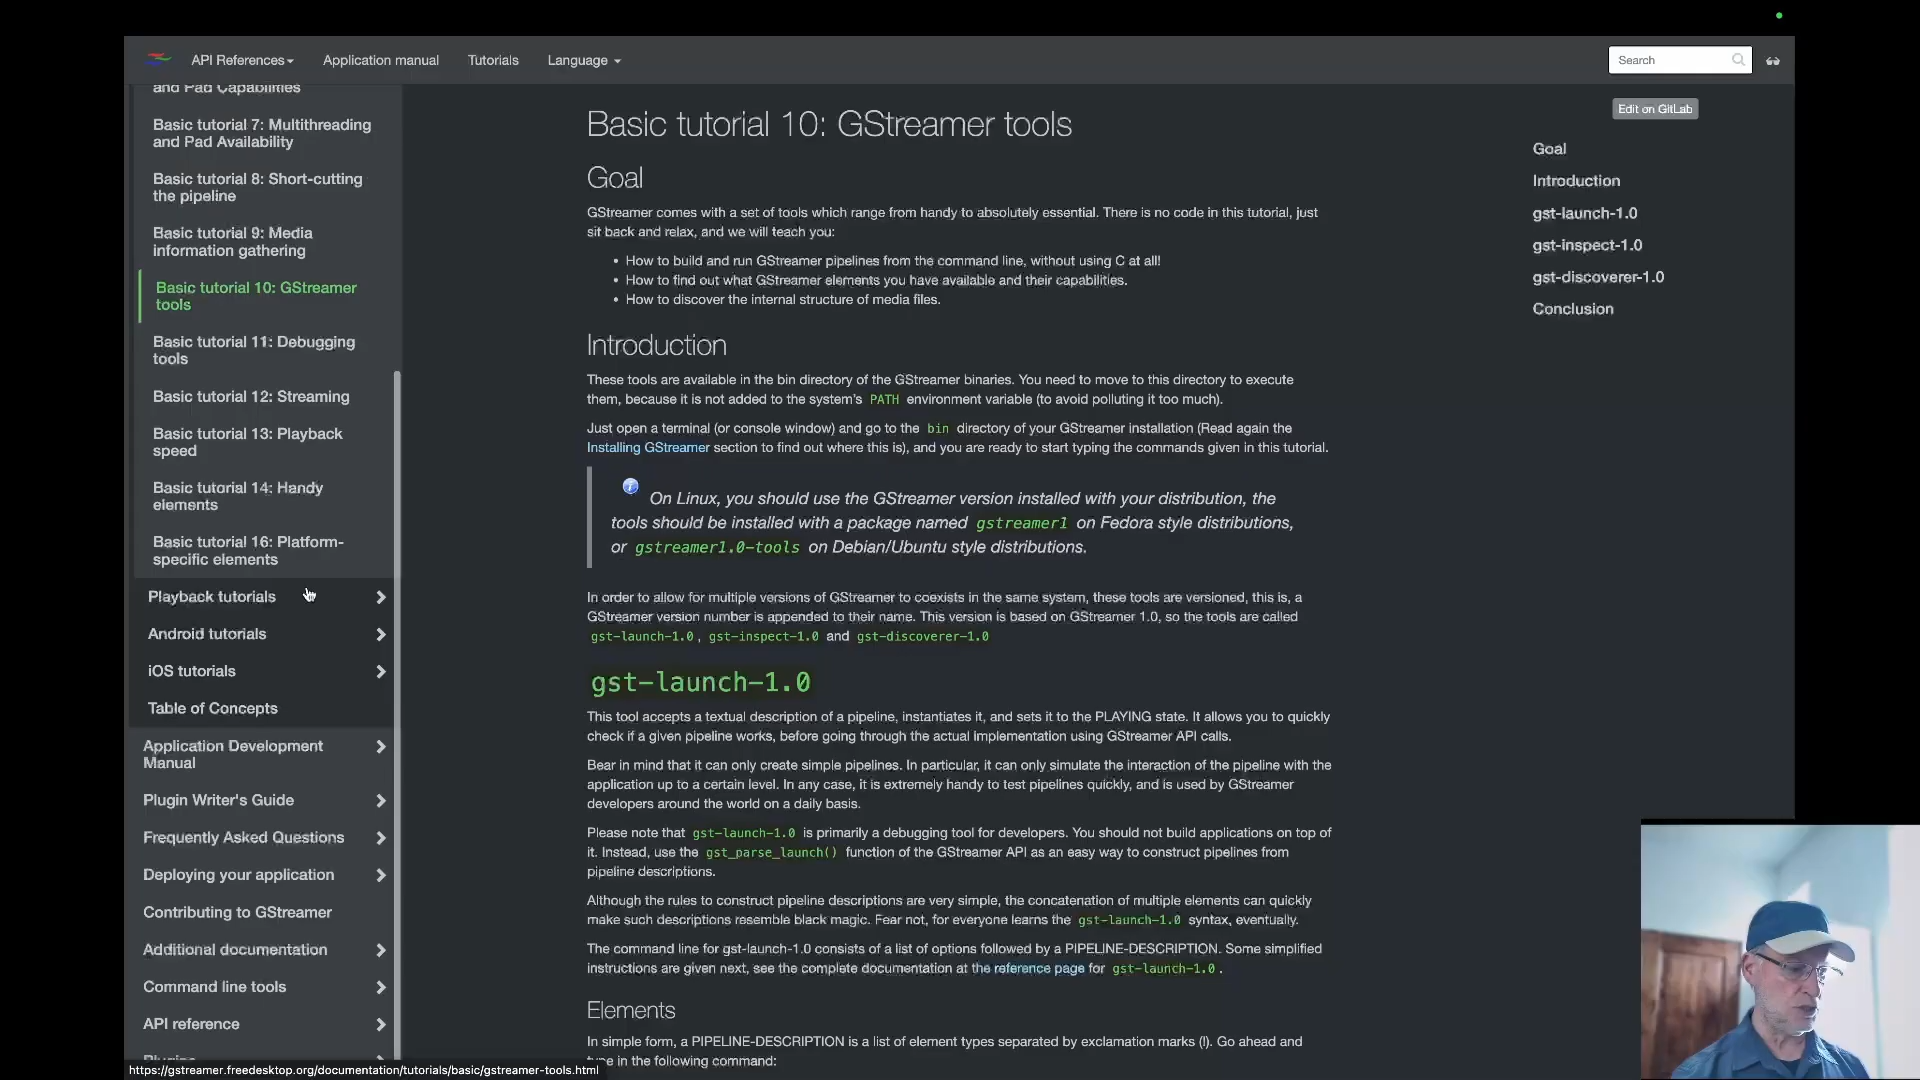 API References
Application manual
Tutorials
Language
Search
and Pad Capabilities
Basic tutorial 7: Multithreading
and Pad Availability
Basic tutorial 8: Short-cutting
the pipeline
Basic tutorial 9: Media
information gathering
Basic tutorial 10: GStreamer
tools
Basic tutorial 11: Debugging
tools
Basic tutorial 12: Streaming
Basic tutorial 13: Playback
speed
Basic tutorial 14: Handy
elements
Basic tutorial 16: Platform-
specific elements
Playback tutorials
Android tutorials
iOS tutorials
Table of Concepts
Application Development
Manual
Plugin Writer's Guide
Frequently Asked Questions
Deploying your application
Contributing to GStreamer
Additional documentation
Command line tools
API reference
Plugins
https://gstreamer.freedesktop.org/documentation/tutorials/basic/gstreamer-tools.html
Basic tutorial 10: GStreamer tools
Goal
GStreamer comes with a set of tools which range from handy to absolutely essential. There is no code in this tutorial, just
sit back and relax, and we will teach you:
• How to build and run GStreamer pipelines from the command line, without using C at all!
• How to find out what GStreamer elements you have available and their capabilities.
• How to discover the internal structure of media files.
Introduction
These tools are available in the bin directory of the GStreamer binaries. You need to move to this directory to execute
them, because it is not added to the system's PATH environment variable (to avoid polluting it too much).
Just open a terminal (or console window) and go to the bin directory of your GStreamer installation (Read again the
Installing GStreamer section to find out where this is), and you are ready to start typing the commands given in this tutorial.
On Linux, you should use the GStreamer version installed with your distribution, the
tools should be installed with a package named gstreamer1 on Fedora style distributions,
or gstreamer1.0-tools on Debian/Ubuntu style distributions.
In order to allow for multiple versions of GStreamer to coexists in the same system, these tools are versioned, this is, a
GStreamer version number is appended to their name. This version is based on GStreamer 1.0, so the tools are called
gst-launch-1.0, gst-inspect-1.0 and gst-discoverer-1.0
gst-launch-1.0
This tool accepts a textual description of a pipeline, instantiates it, and sets it to the PLAYING state. It allows you to quickly
check if a given pipeline works, before going through the actual implementation using GStreamer API calls.
Bear in mind that it can only create simple pipelines. In particular, it can only simulate the interaction of the pipeline with the
application up to a certain level. In any case, it is extremely handy to test pipelines quickly, and is used by GStreamer
developers around the world on a daily basis.
Please note that gst-launch-1.0 is primarily a debugging tool for developers. You should not build applications on top of
it. Instead, use the gst_parse_launch() function of the GStreamer API as an easy way to construct pipelines from
pipeline descriptions.
Although the rules to construct pipeline descriptions are very simple, the concatenation of multiple elements can quickly
make such descriptions resemble black magic. Fear not, for everyone learns the gst-launch-1.0 syntax, eventually.
The command line for gst-launch-1.0 consists of a list of options followed by a PIPELINE-DESCRIPTION. Some simplified
instructions are given next, see the complete documentation at the reference page for gst-launch-1.0.
Elements
In simple form, a PIPELINE-DESCRIPTION is a list of element types separated by exclamation marks (!). Go ahead and
type in the following command:
Edit on GitLab
Goal
Introduction
gst-launch-1.0
gst-inspect-1.0
gst-discoverer-1.0
Conclusion